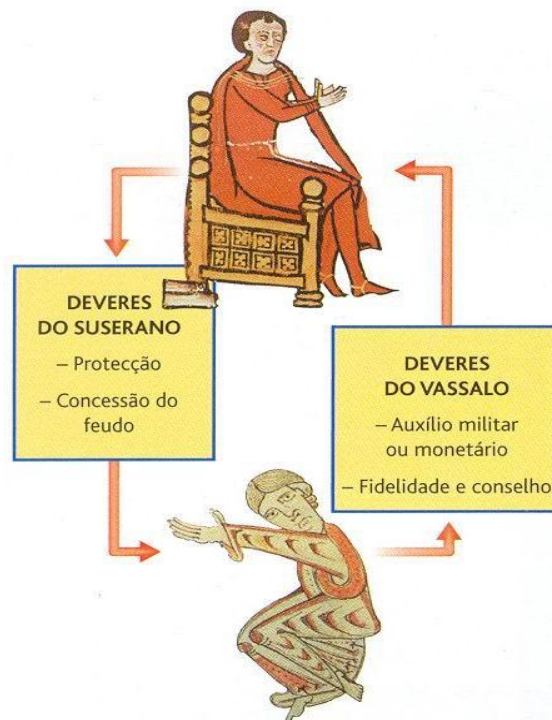 DEVERES
DO SUSERANO
– Protecção
– Concessão do
feudo
DEVERES
DO VASSALO
– Auxílio militar
ou monetário
– Fidelidade e conselho